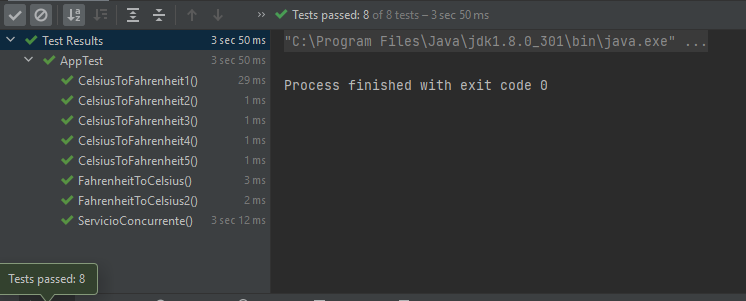 Tests passed: 8 of 8 tests – 3 sec 50 ms
Test Results 3 sec 50 ms
AppTest 3 sec 50 ms
CelsiusToFahrenheit1() 29 ms
CelsiusToFahrenheit2() 1 ms
CelsiusToFahrenheit3() 1 ms
CelsiusToFahrenheit4() 1 ms
CelsiusToFahrenheit5() 1 ms
FahrenheitToCelsius() 3 ms
FahrenheitToCelsius2() 2 ms
ServicioConcurrente() 3 sec 12 ms
"C:\Program Files\Java\jdk1.8.0_301\bin\java.exe" ...
Process finished with exit code 0
Tests passed: 8